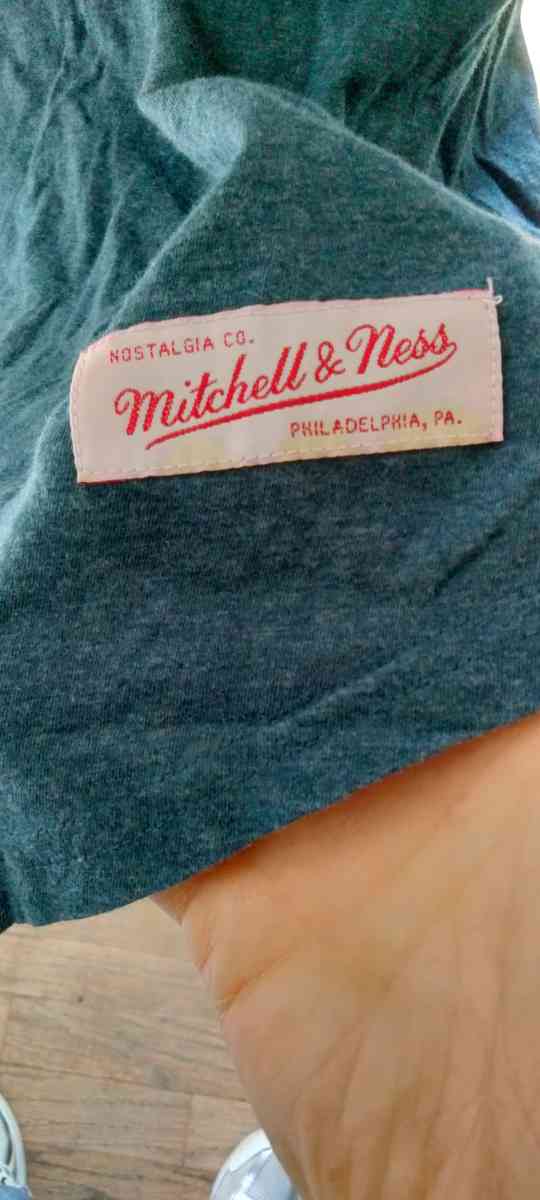 NOSTALGIA CO.
Mitchell & Ness
PHILADELPHIA, PA.